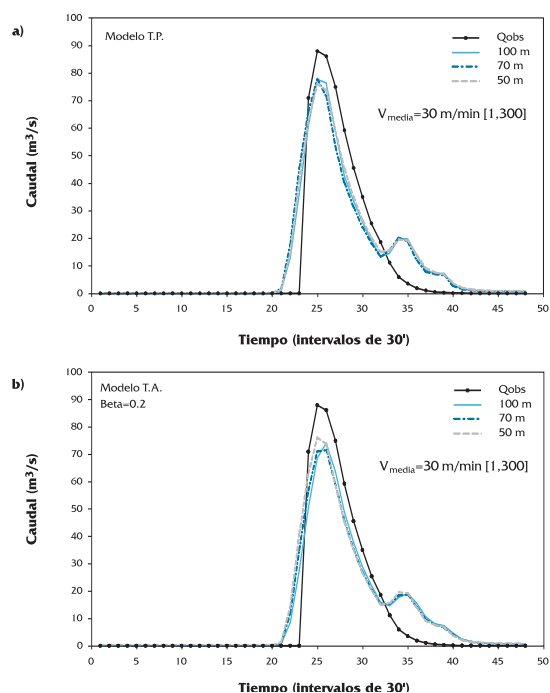 a)
Modelo T.P.
Qobs
100 m
70 m
50 m
Vmedia=30 m/min [1,300]
Caudal (m³/s)
100
90
80
70
60
50
40
30
20
10
0
0 5 10 15 20 25 30 35 40 45 50
Tiempo (intervalos de 30')
b)
Modelo T.A.
Beta=0.2
Qobs
100 m
70 m
50 m
Vmedia=30 m/min [1,300]
Caudal (m³/s)
100
90
80
70
60
50
40
30
20
10
0
0 5 10 15 20 25 30 35 40 45 50
Tiempo (intervalos de 30')